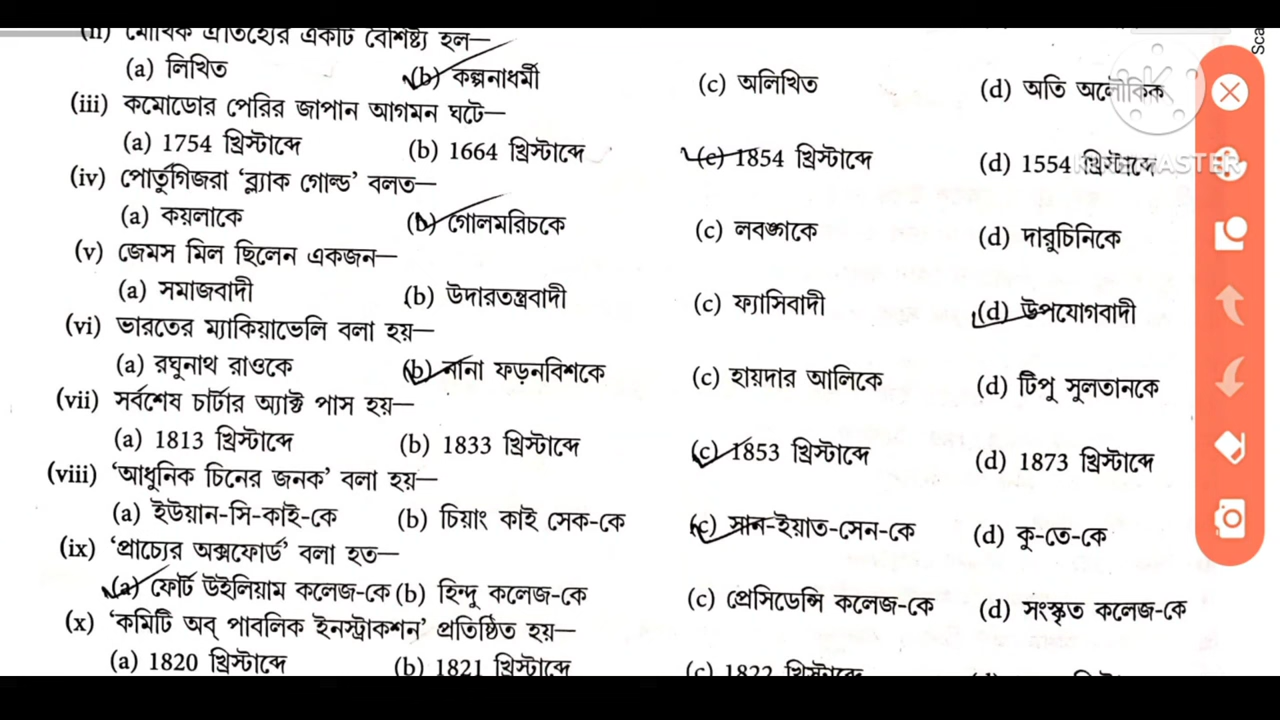 (ii) মৌখিক ঐতিহ্যের একটি বৈশিষ্ট্য হল—
(a) লিখিত (b) কল্পনাধর্মী (c) অলিখিত (d) অতি অলৌকিক
(iii) কমোডোর পেরির জাপান আগমন ঘটে—
(a) 1754 খ্রিস্টাব্দে (b) 1664 খ্রিস্টাব্দে (c) 1854 খ্রিস্টাব্দে (d) 1554 খ্রিস্টাব্দে
(iv) পোর্তুগিজরা ‘ব্ল্যাক গোল্ড’ বলত—
(a) কয়লাকে (b) গোলমরিচকে (c) লবঙ্গকে (d) দারুচিনিকে
(v) জেমস মিল ছিলেন একজন—
(a) সমাজবাদী (b) উদারতন্ত্রবাদী (c) ফ্যাসিবাদী (d) উপযোগবাদী
(vi) ভারতের ম্যাকিয়াভেলি বলা হয়—
(a) রঘুনাথ রাওকে (b) নানা ফড়নবিশকে (c) হায়দার আলিকে (d) টিপু সুলতানকে
(vii) সর্বশেষ চার্টার অ্যাক্ট পাস হয়—
(a) 1813 খ্রিস্টাব্দে (b) 1833 খ্রিস্টাব্দে (c) 1853 খ্রিস্টাব্দে (d) 1873 খ্রিস্টাব্দে
(viii) ‘আধুনিক চিনের জনক’ বলা হয়—
(a) ইউয়ান-সি-কাই-কে (b) চিয়াং কাই সেক-কে (c) সান-ইয়াত-সেন-কে (d) কু-তে-কে
(ix) ‘প্রাচ্যের অক্সফোর্ড’ বলা হত—
(a) ফোর্ট উইলিয়াম কলেজ-কে (b) হিন্দু কলেজ-কে (c) প্রেসিডেন্সি কলেজ-কে (d) সংস্কৃত কলেজ-কে
(x) ‘কমিটি অব্ পাবলিক ইনস্ট্রাকশন’ প্রতিষ্ঠিত হয়—
(a) 1820 খ্রিস্টাব্দে (b) 1821 খ্রিস্টাব্দে (c) 1822 খ্রিস্টাব্দে